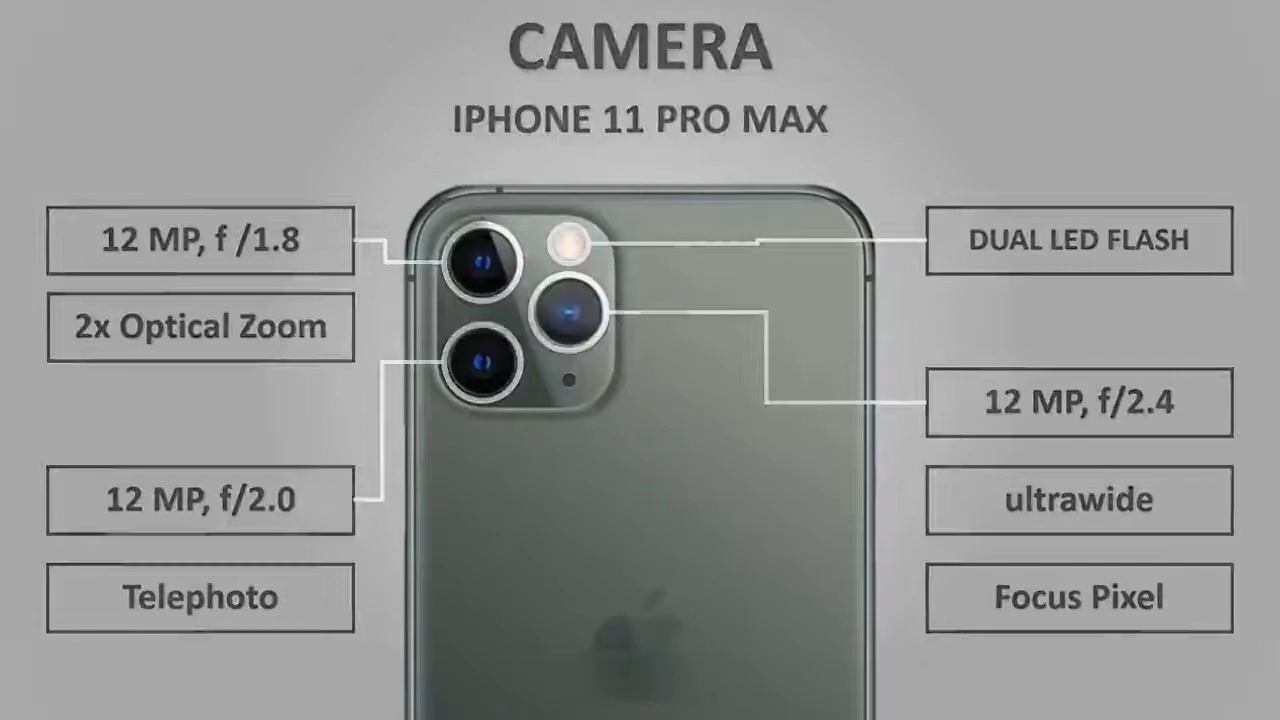 CAMERA
IPHONE 11 PRO MAX
12 MP, f /1.8
2x Optical Zoom
12 MP, f/2.0
Telephoto
DUAL LED FLASH
12 MP, f/2.4
ultrawide
Focus Pixel